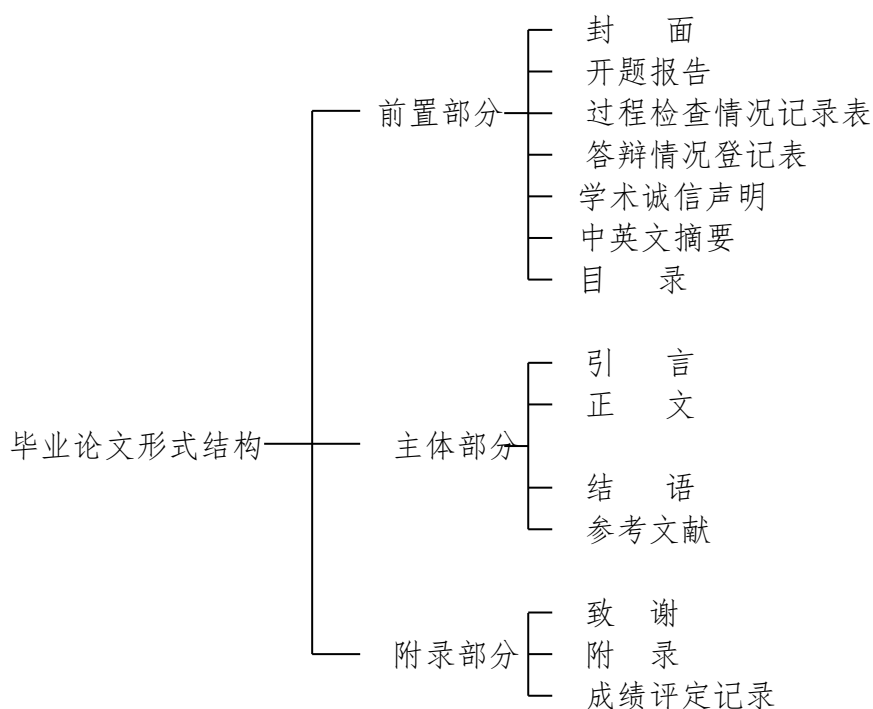 封 面
开题报告
前置部分 过程检查情况记录表
答辩情况登记表
学术诚信声明
中英文摘要
目 录
引 言
正 文
毕业论文形式结构 主体部分
结 语
参考文献
致 谢
附录部分 附 录
成绩评定记录